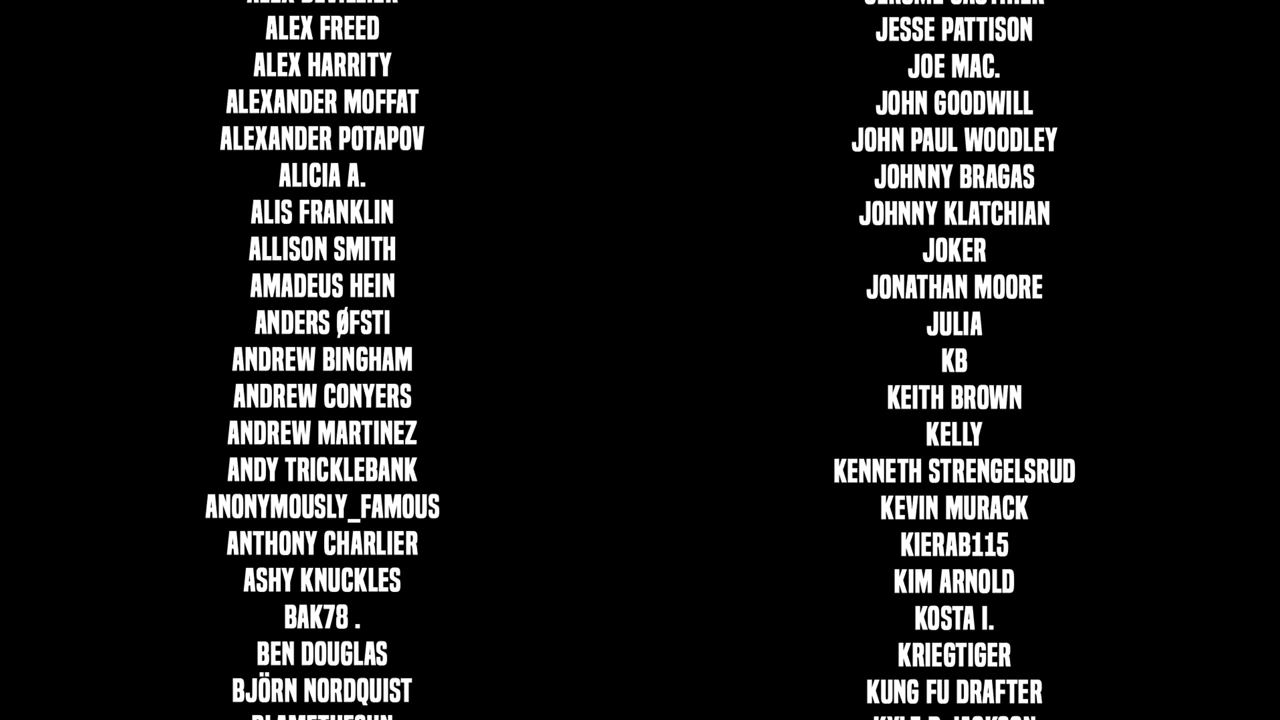 ALEX FREED
ALEX HARRITY
ALEXANDER MOFFAT
ALEXANDER POTAPOV
ALICIA A.
ALIS FRANKLIN
ALLISON SMITH
AMADEUS HEIN
ANDERS ØFSTI
ANDREW BINGHAM
ANDREW CONYERS
ANDREW MARTINEZ
ANDY TRICKLEBANK
ANONYMOUSLY_FAMOUS
ANTHONY CHARLIER
ASHY KNUCKLES
BAK78 .
BEN DOUGLAS
BJÖRN NORDQUIST
JESSE PATTISON
JOE MAC.
JOHN GOODWILL
JOHN PAUL WOODLEY
JOHNNY BRAGAS
JOHNNY KLATCHIAN
JOKER
JONATHAN MOORE
JULIA
KB
KEITH BROWN
KELLY
KENNETH STRENGELSRUD
KEVIN MURACK
KIERAB115
KIM ARNOLD
KOSTA I.
KRIEGTIGER
KUNG FU DRAFTER